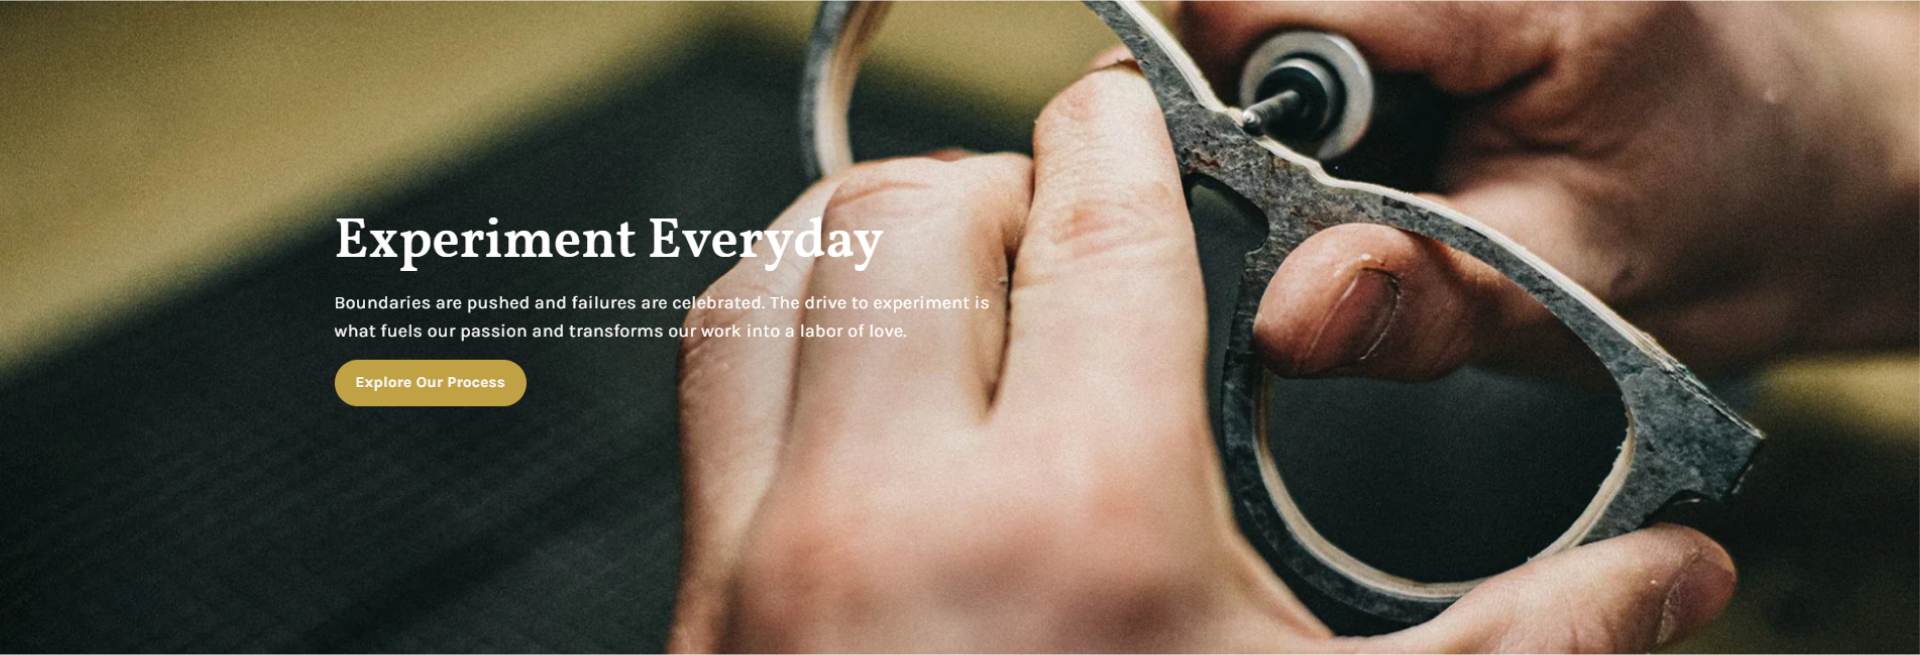 Experiment Everyday
Boundaries are pushed and failures are celebrated. The drive to experiment is
what fuels our passion and transforms our work into a labor of love.
Explore Our Process